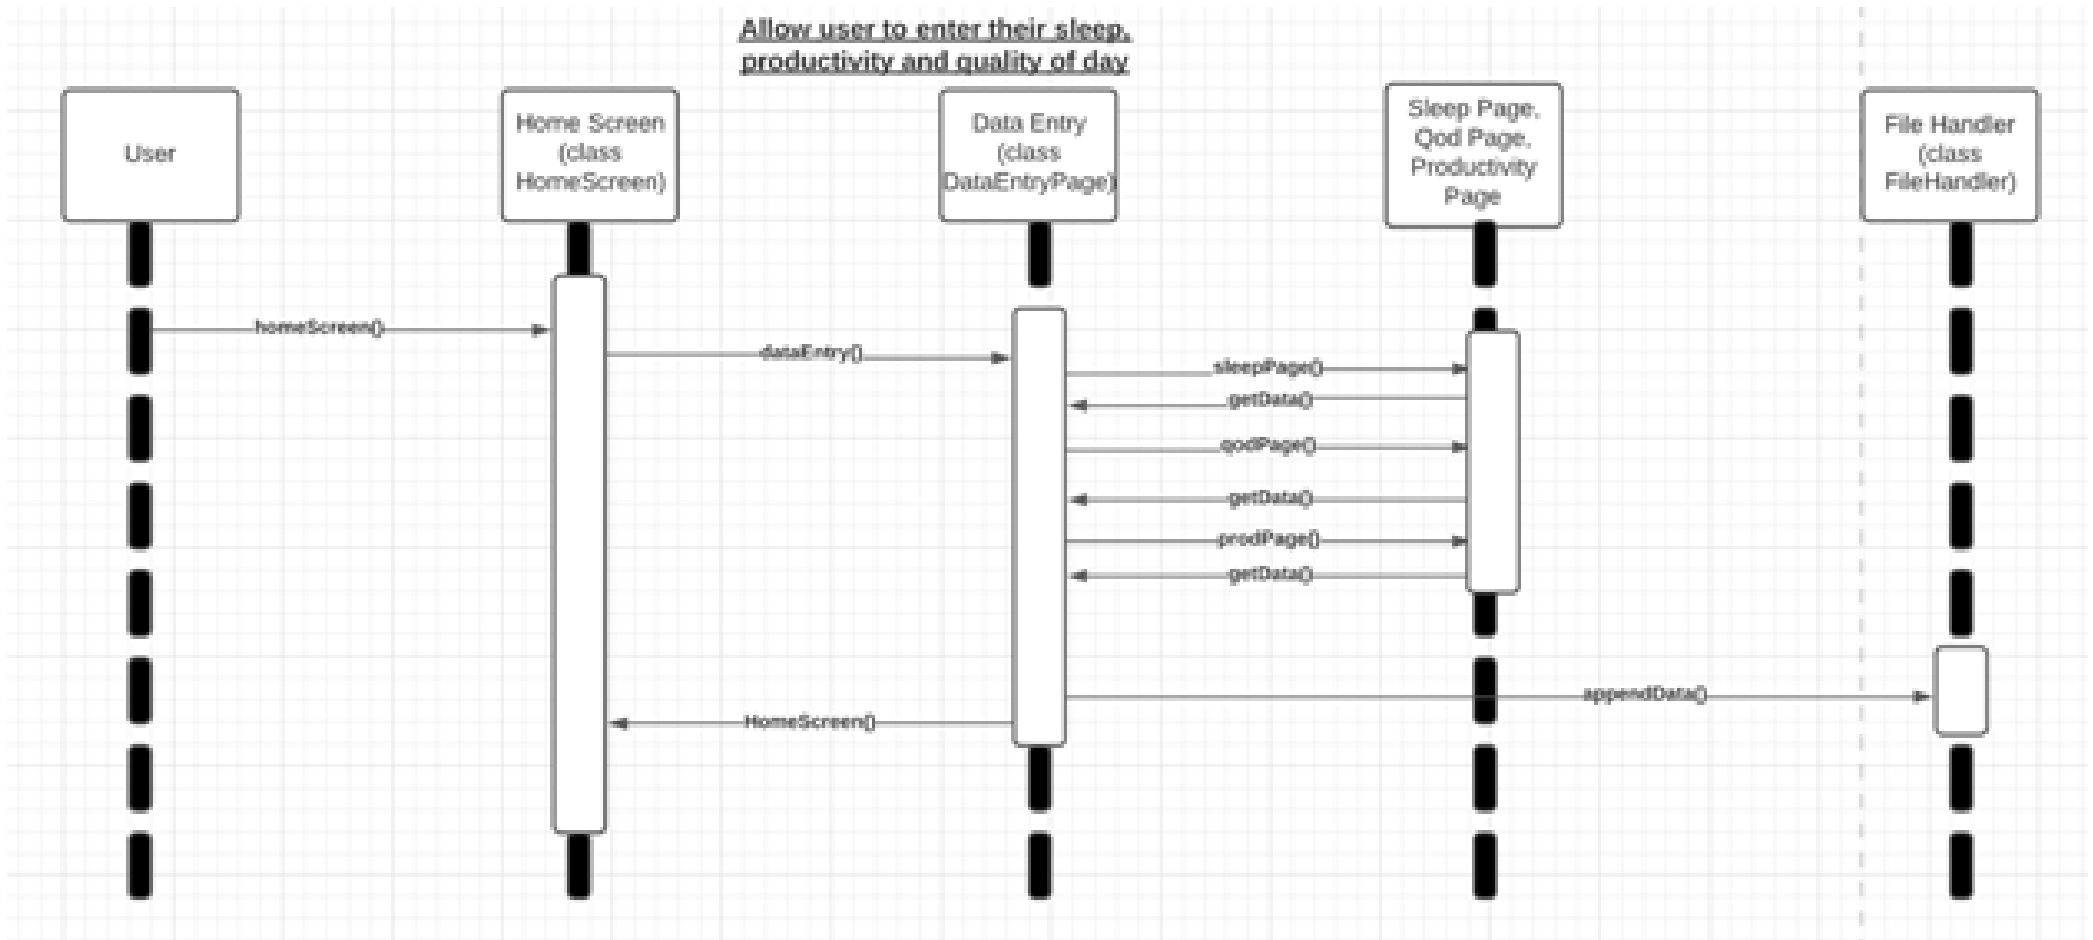 Allow user to enter their sleep,
productivity and quality of day
User
Home Screen
(class
HomeScreen)
Data Entry
(class
DataEntryPage)
Sleep Page,
Qod Page,
Productivity
Page
File Handler
(class
FileHandler)
homeScreen()
dataEntry()
sleepPage()
getData()
qodPage()
getData()
prodPage()
getData()
appendData()
HomeScreen()